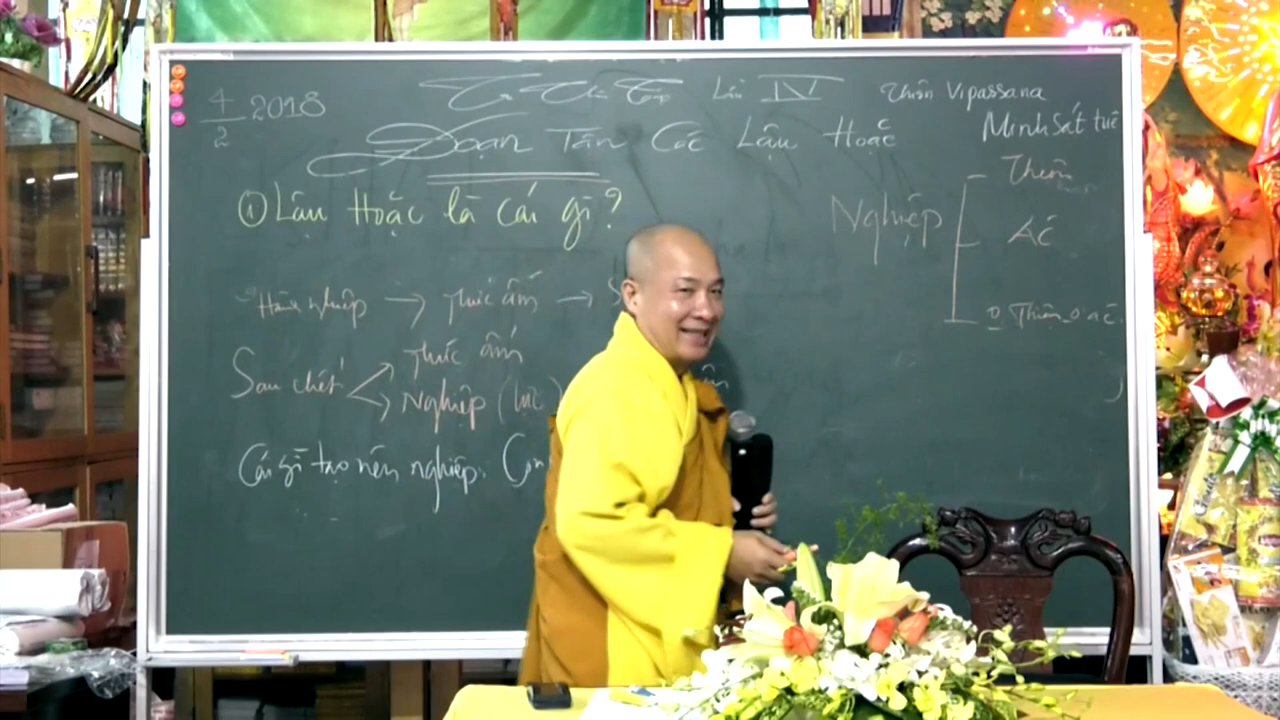 4/2 2018
Lần IV
Thiền Vipassana
Đoạn Tận Các Lậu Hoặc
Minh Sát tuệ
① Lậu Hoặc là cái gì?
Nghiệp
Thiện
Ác
Hành nghiệp → Thức ấm → S
Sau chết
Thức ấm
Nghiệp (lực
Cái gì tạo nên nghiệp.